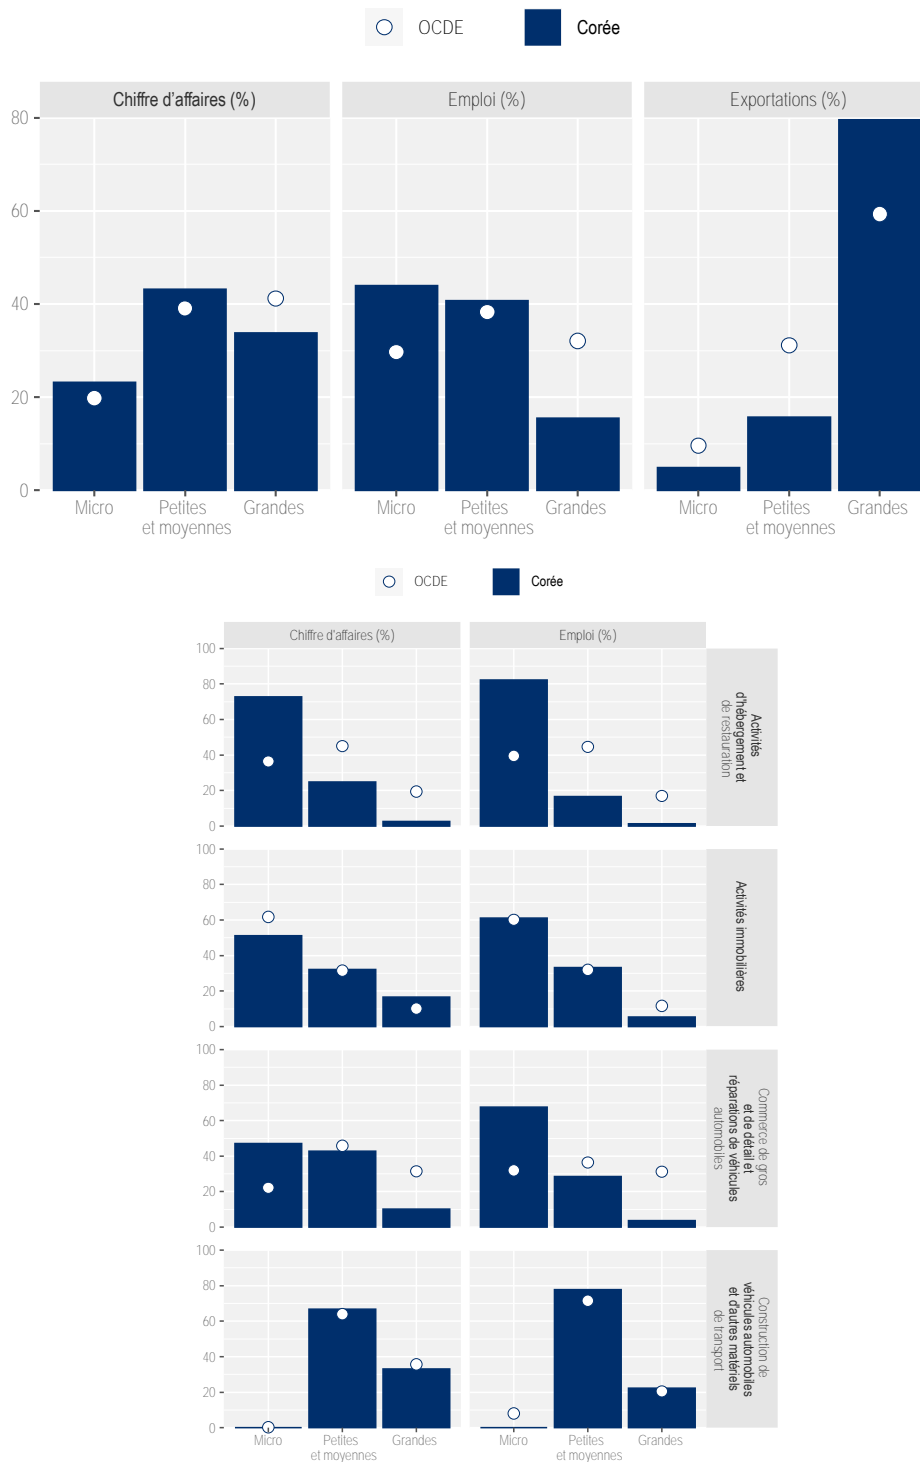 OCDE Corée
Chiffre d'affaires (%) Emploi (%) Exportations (%)
80
60
40
20
0
Micro Petites et moyennes Grandes Micro Petites et moyennes Grandes Micro Petites et moyennes Grandes
OCDE Corée
Chiffre d'affaires (%) Emploi (%)
100
80
60
40
20
0
Activités
d'hébergement et
de restauration
100
80
60
40
20
0
Activités immobilières
100
80
60
40
20
0
Commerce de gros
et de détail et
réparations de véhicules
automobiles
100
80
60
40
20
0
Construction de
véhicules automobiles
et d'autres matériels
de transport
Micro Petites et moyennes Grandes Micro Petites et moyennes Grandes